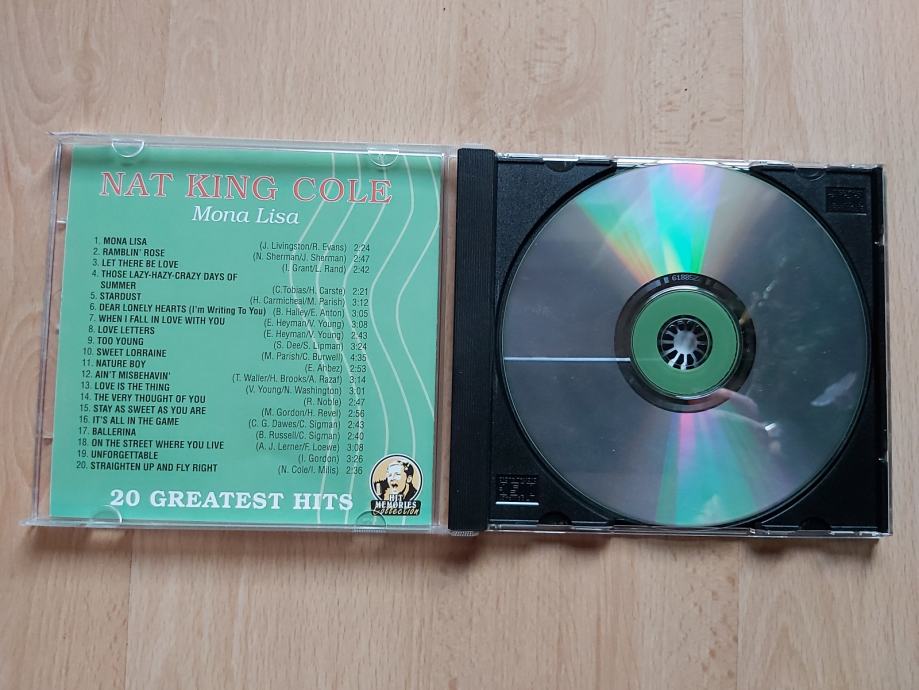 NAT KING COLE
Mona Lisa
1. MONA LISA (J. Livingston/R. Evans) 2:24
2. RAMBLIN' ROSE (N. Sherman/J. Sherman) 2:47
3. LET THERE BE LOVE (I. Grant/L. Rand) 2:42
4. THOSE LAZY-HAZY-CRAZY DAYS OF
SUMMER (C.Tobias/H. Carste) 2:21
5. STARDUST (H. Carmicheal/M. Parish) 3:12
6. DEAR LONELY HEARTS (I'm Writing To You) (B. Halley/E. Anton) 3:05
7. WHEN I FALL IN LOVE WITH YOU (E. Heyman/V. Young) 3:08
8. LOVE LETTERS (E. Heyman/V. Young) 2:43
9. TOO YOUNG (S. Dee/S. Lipman) 3:24
10. SWEET LORRAINE (M. Parish/C. Burwell) 4:35
11. NATURE BOY (E. Ahbez) 2:53
12. AIN'T MISBEHAVIN' (T. Waller/H. Brooks/A. Razaf) 3:14
13. LOVE IS THE THING (V. Young/N. Washington) 3:01
14. THE VERY THOUGHT OF YOU (R. Noble) 2:47
15. STAY AS SWEET AS YOU ARE (M. Gordon/H. Revel) 2:56
16. IT'S ALL IN THE GAME (C. G. Dawes/C. Sigman) 2:43
17. BALLERINA (B. Russell/C. Sigman) 2:40
18. ON THE STREET WHERE YOU LIVE (A. J. Lerner/F. Loewe) 3:08
19. UNFORGETTABLE (I. Gordon) 3:26
20. STRAIGHTEN UP AND FLY RIGHT (N. Cole/I. Mills) 2:36
20 GREATEST HITS
HIT
MEMORIES
Collection